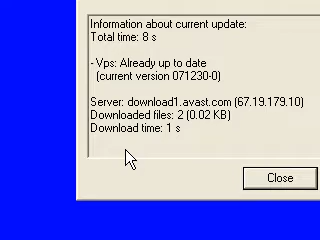 Information about current update:
Total time: 8 s
- Vps: Already up to date
(current version 071230-0)
Server: download1.avast.com (67.19.179.10)
Downloaded files: 2 (0.02 KB)
Download time: 1 s
Close